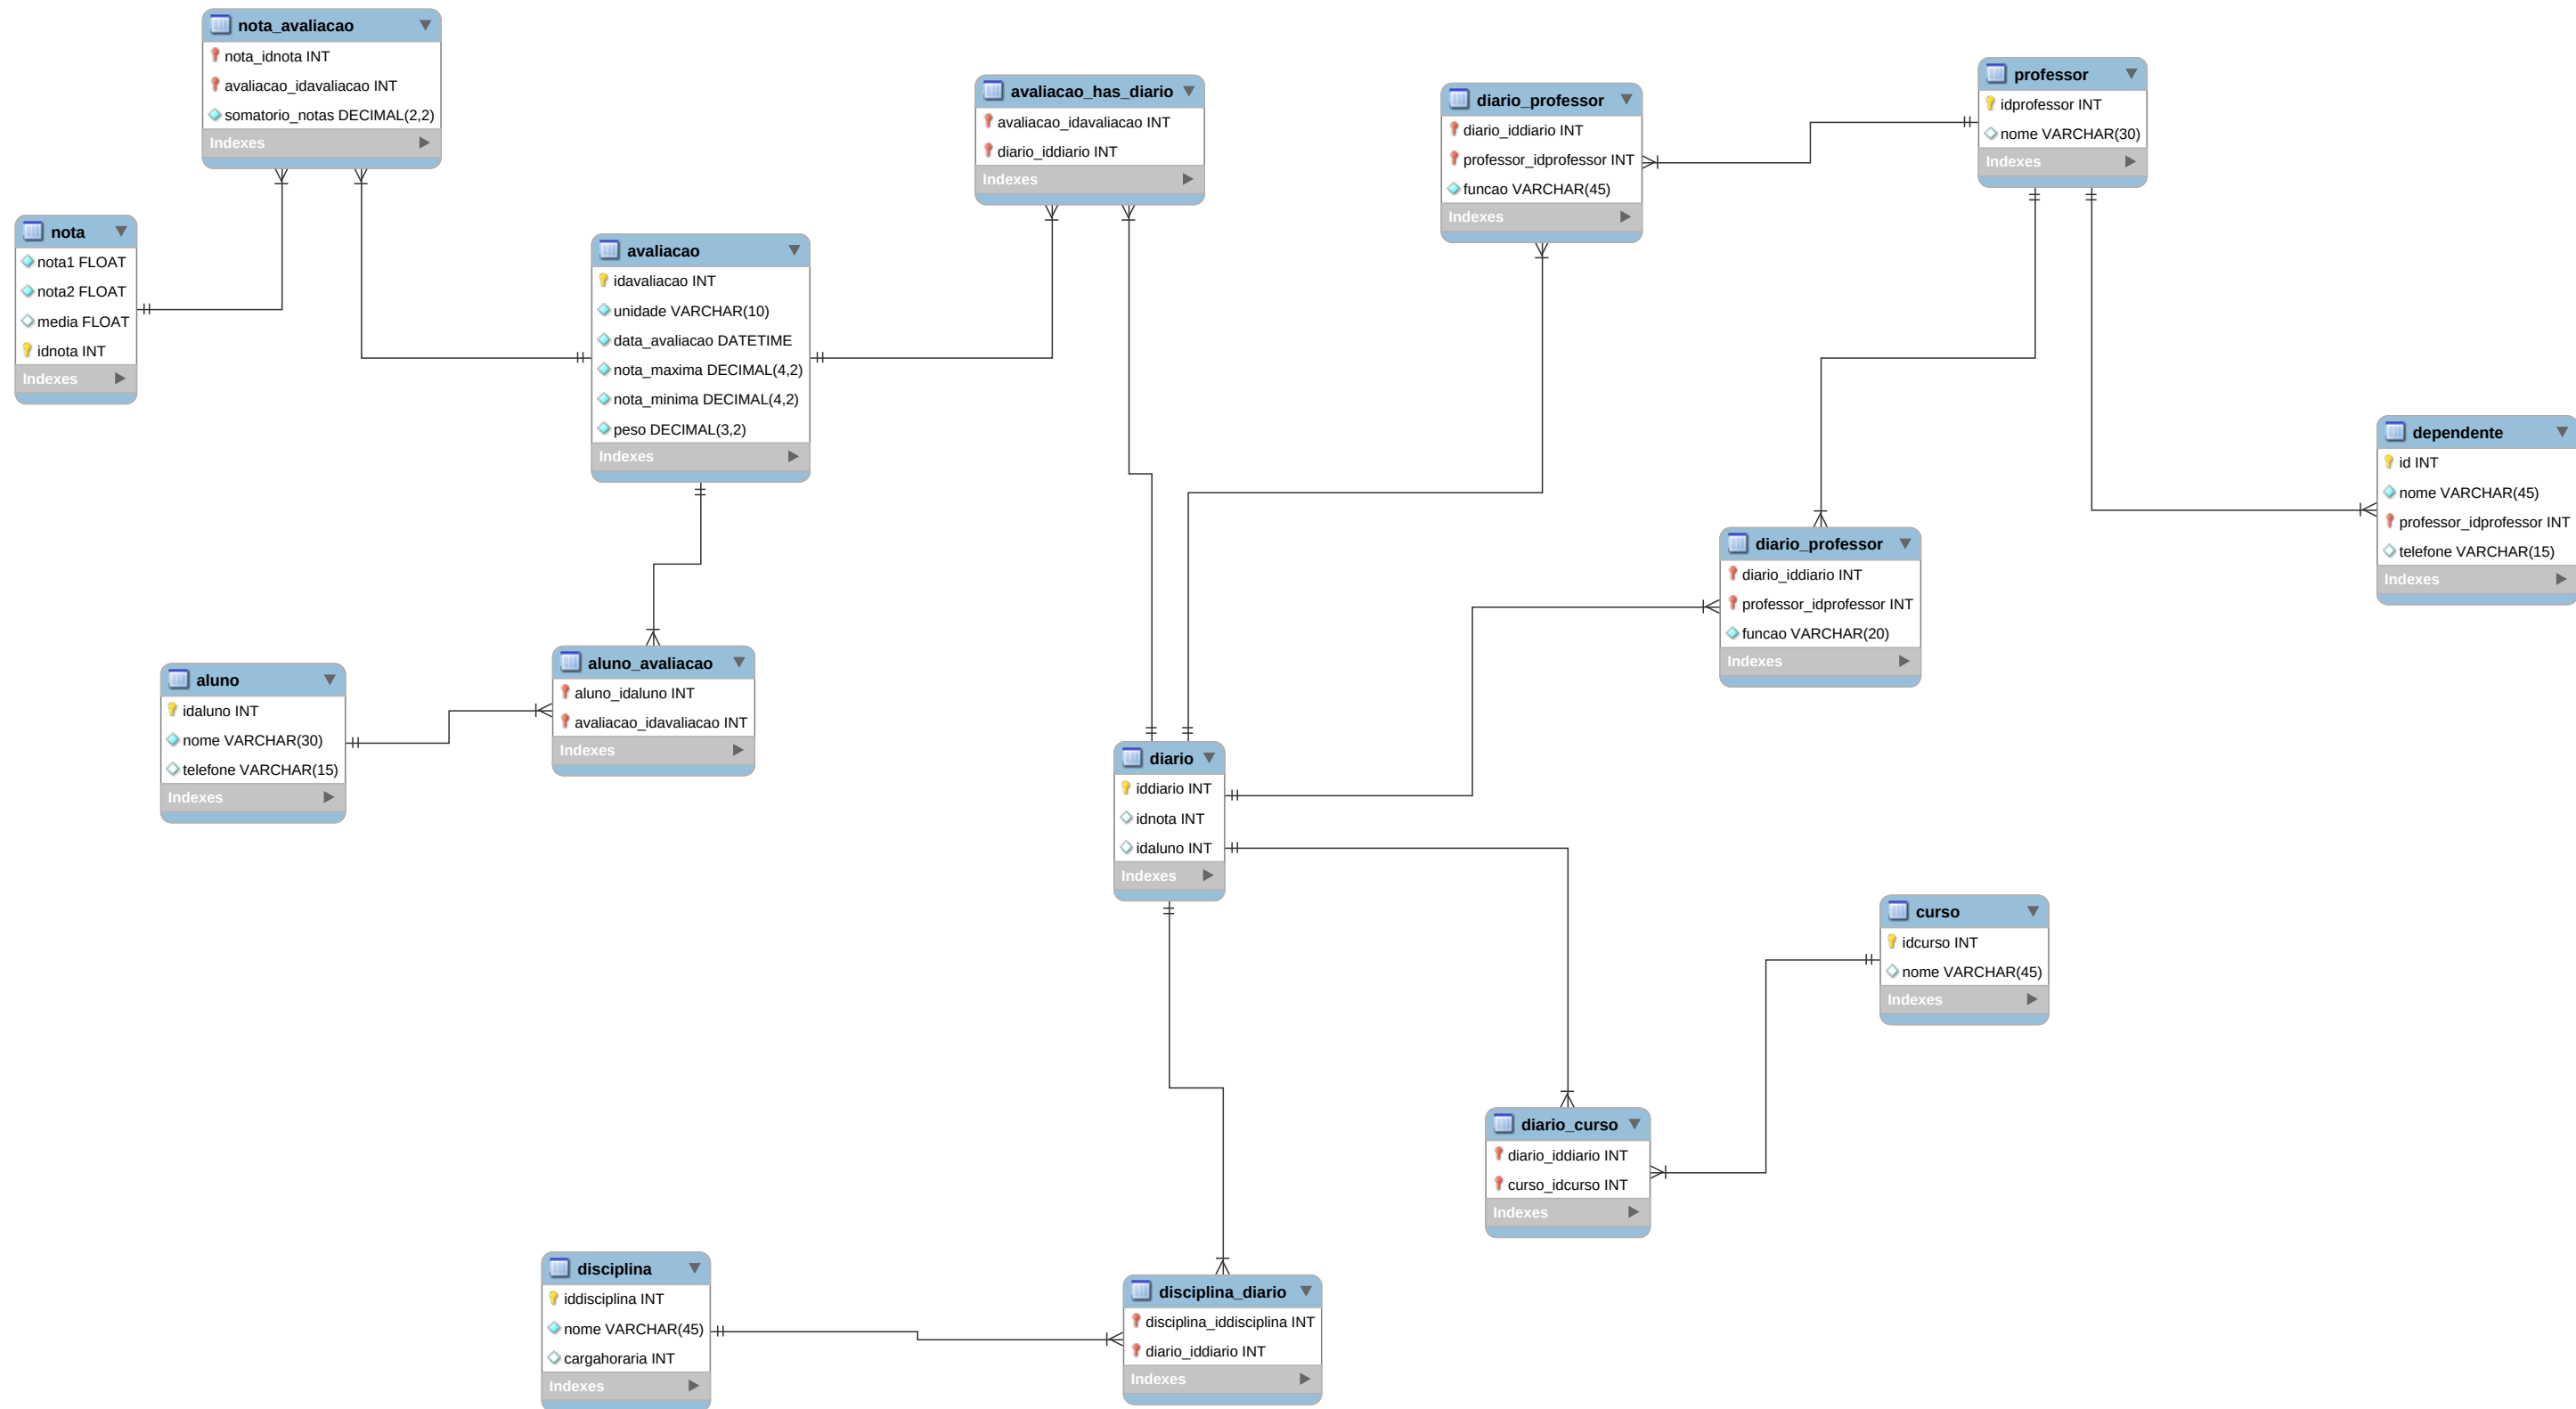 nota_avaliacao
nota_idnota INT
avaliacao_idavaliacao INT
somatorio_notas DECIMAL(2,2)
Indexes
avaliacao_has_diario
avaliacao_idavaliacao INT
diario_iddiario INT
Indexes
diario_professor
diario_iddiario INT
professor_idprofessor INT
funcao VARCHAR(45)
Indexes
professor
idprofessor INT
nome VARCHAR(30)
Indexes
nota
nota1 FLOAT
nota2 FLOAT
media FLOAT
idnota INT
Indexes
avaliacao
idavaliacao INT
unidade VARCHAR(10)
data_avaliacao DATETIME
nota_maxima DECIMAL(4,2)
nota_minima DECIMAL(4,2)
peso DECIMAL(3,2)
Indexes
dependente
id INT
nome VARCHAR(45)
professor_idprofessor INT
telefone VARCHAR(15)
Indexes
diario_professor
diario_iddiario INT
professor_idprofessor INT
funcao VARCHAR(20)
Indexes
aluno
idaluno INT
nome VARCHAR(30)
telefone VARCHAR(15)
Indexes
aluno_avaliacao
aluno_idaluno INT
avaliacao_idavaliacao INT
Indexes
diario
iddiario INT
idnota INT
idaluno INT
Indexes
curso
idcurso INT
nome VARCHAR(45)
Indexes
diario_curso
diario_iddiario INT
curso_idcurso INT
Indexes
disciplina
iddisciplina INT
nome VARCHAR(45)
cargahoraria INT
Indexes
disciplina_diario
disciplina_iddisciplina INT
diario_iddiario INT
Indexes